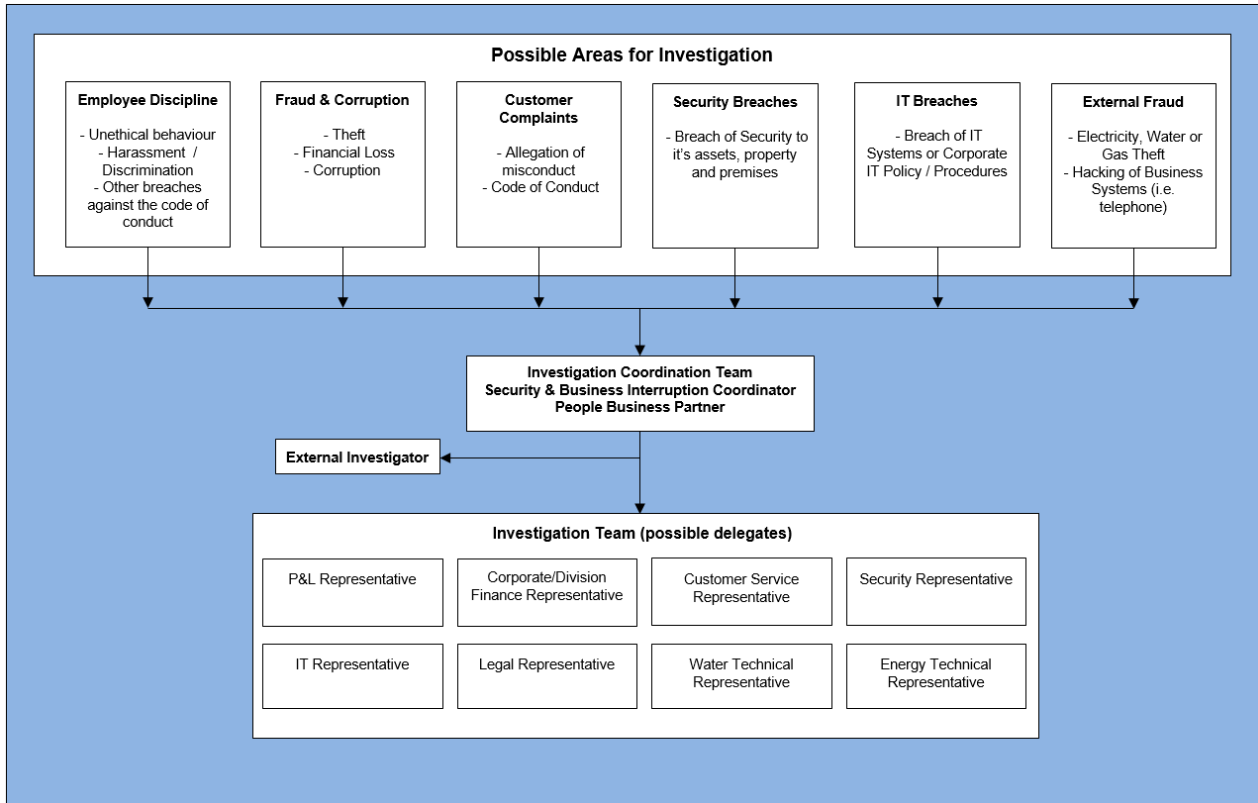 Possible Areas for Investigation
Employee Discipline
- Unethical behaviour
- Harassment /
Discrimination
- Other breaches
against the code of
conduct
Fraud & Corruption
- Theft
- Financial Loss
- Corruption
Customer
Complaints
- Allegation of
misconduct
- Code of Conduct
Security Breaches
- Breach of Security to
it's assets, property
and premises
IT Breaches
- Breach of IT
Systems or Corporate
IT Policy / Procedures
External Fraud
- Electricity, Water or
Gas Theft
- Hacking of Business
Systems (i.e.
telephone)
Investigation Coordination Team
Security & Business Interruption Coordinator
People Business Partner
External Investigator
Investigation Team (possible delegates)
P&L Representative
Corporate/Division
Finance Representative
Customer Service
Representative
Security Representative
IT Representative
Legal Representative
Water Technical
Representative
Energy Technical
Representative